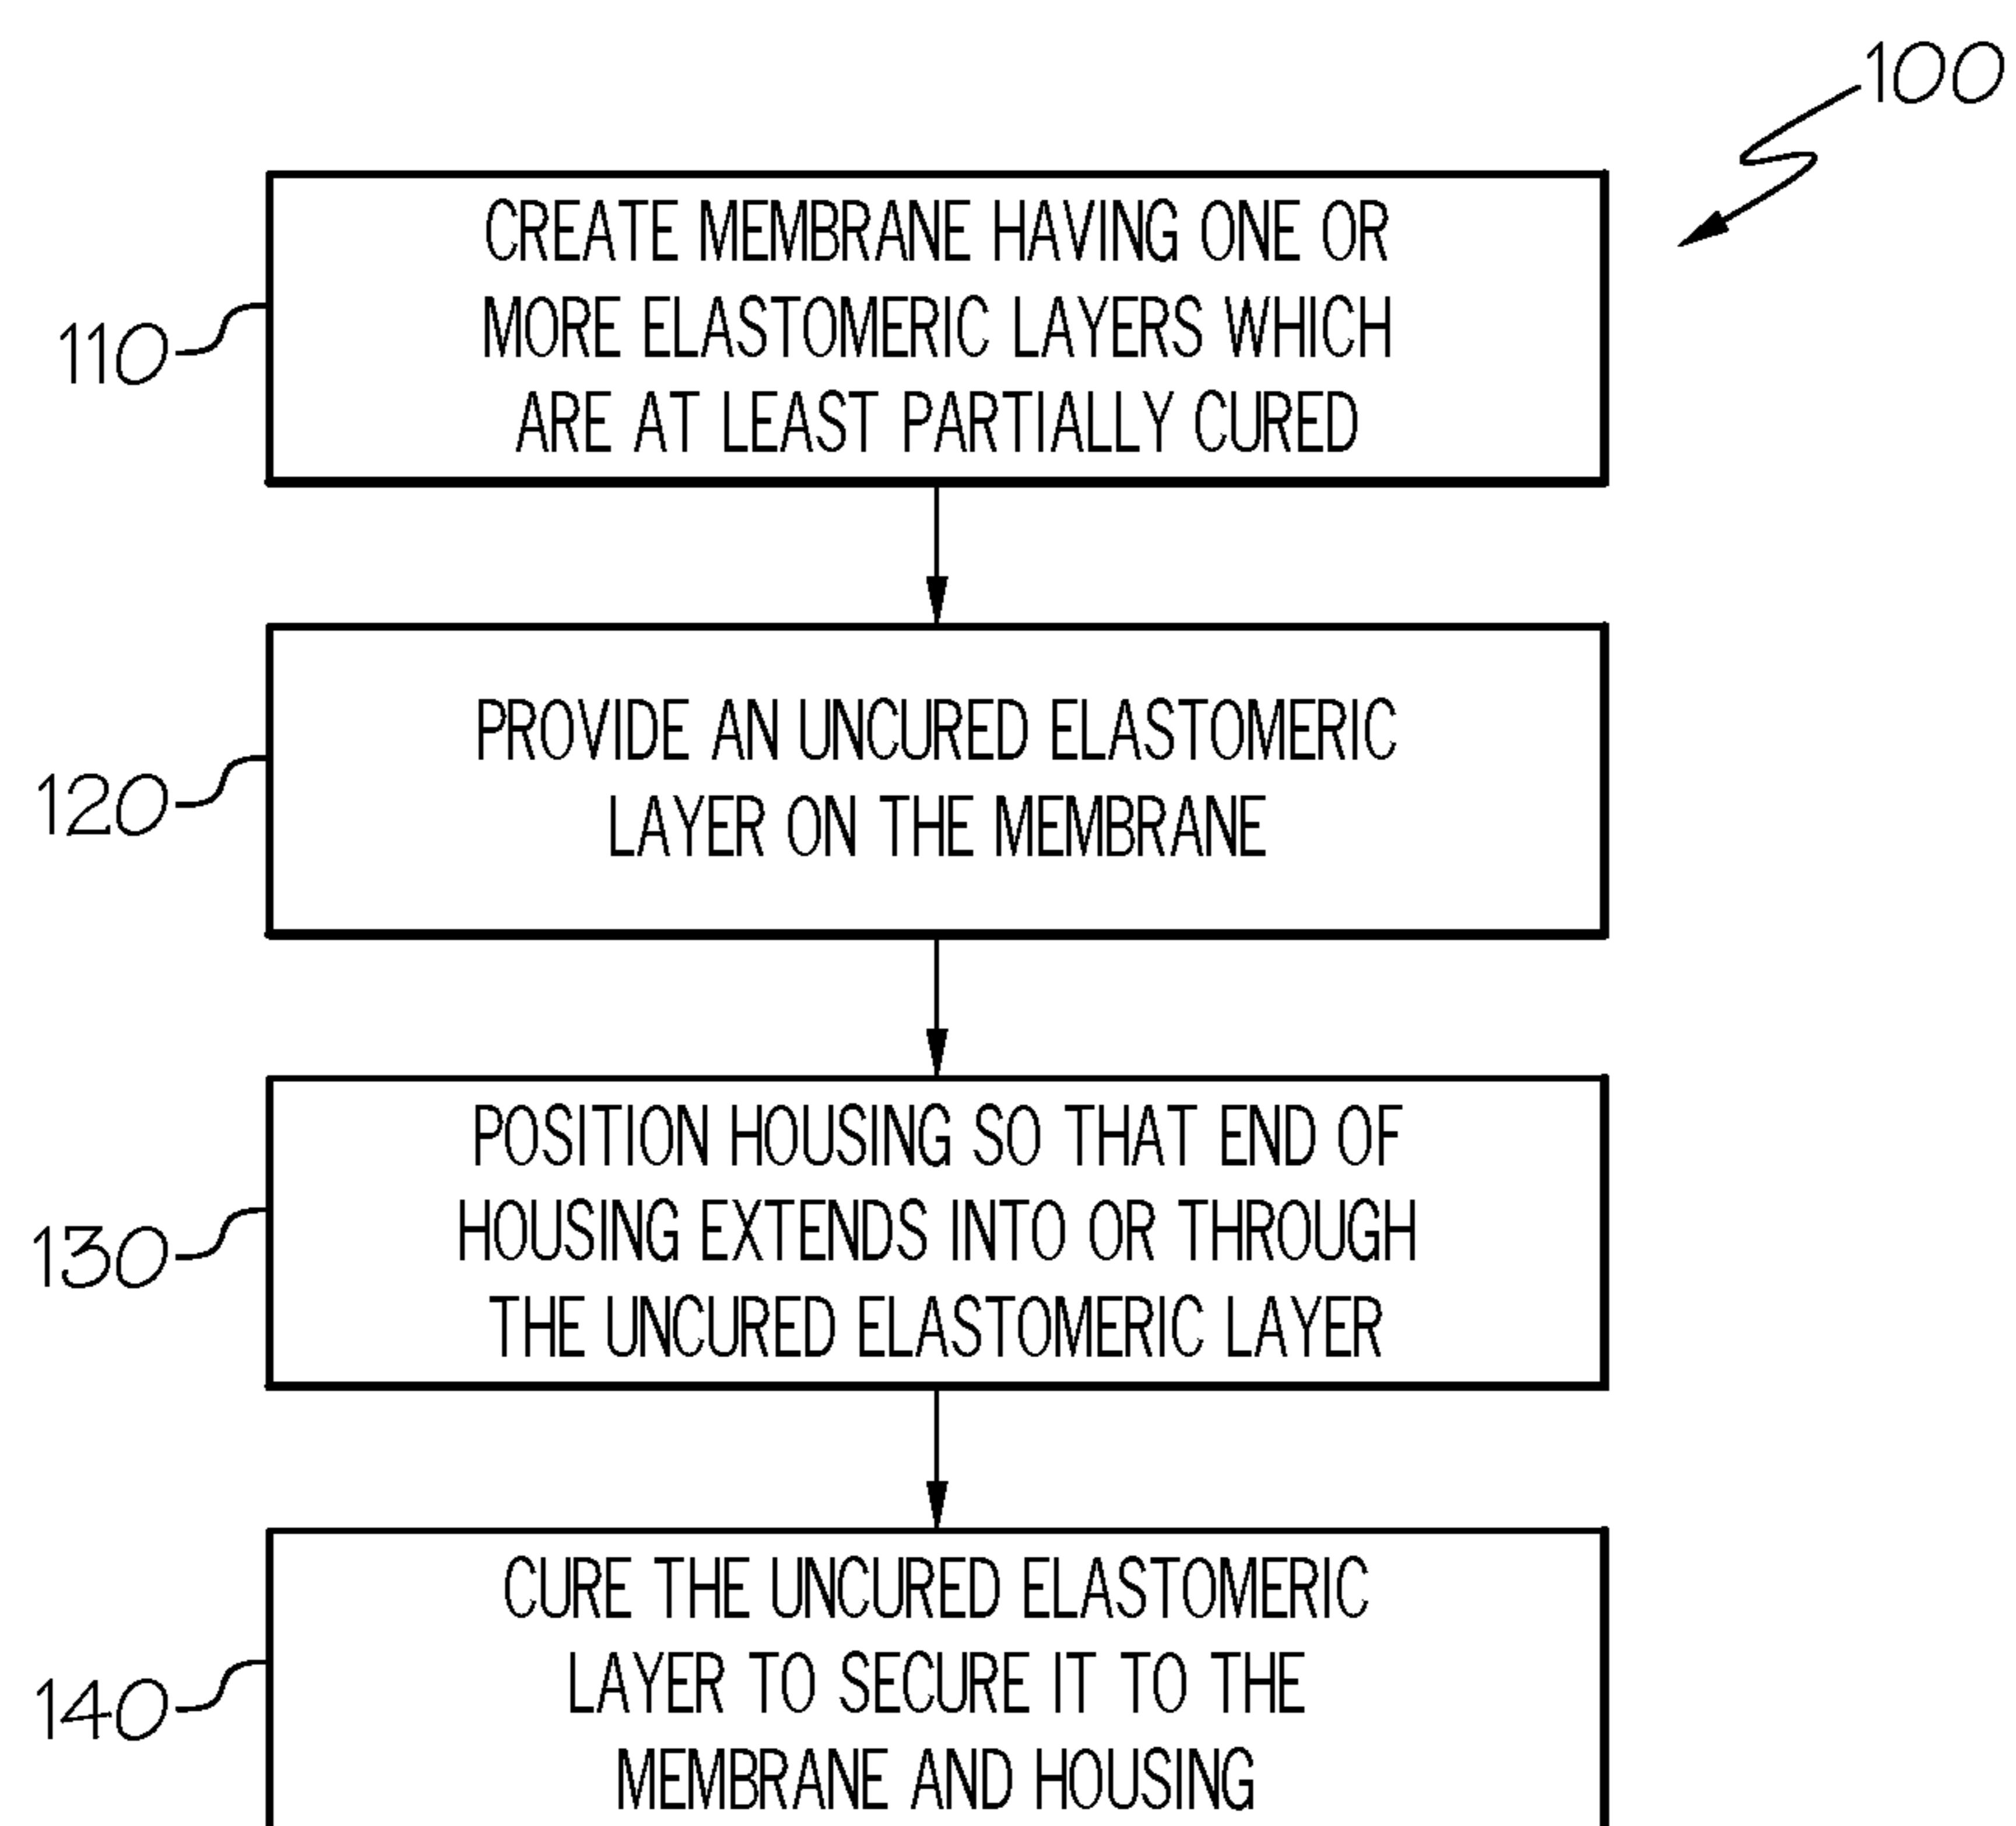 100
CREATE MEMBRANE HAVING ONE OR
MORE ELASTOMERIC LAYERS WHICH
ARE AT LEAST PARTIALLY CURED
110
PROVIDE AN UNCURED ELASTOMERIC
LAYER ON THE MEMBRANE
120
POSITION HOUSING SO THAT END OF
HOUSING EXTENDS INTO OR THROUGH
THE UNCURED ELASTOMERIC LAYER
130
CURE THE UNCURED ELASTOMERIC
LAYER TO SECURE IT TO THE
MEMBRANE AND HOUSING
140